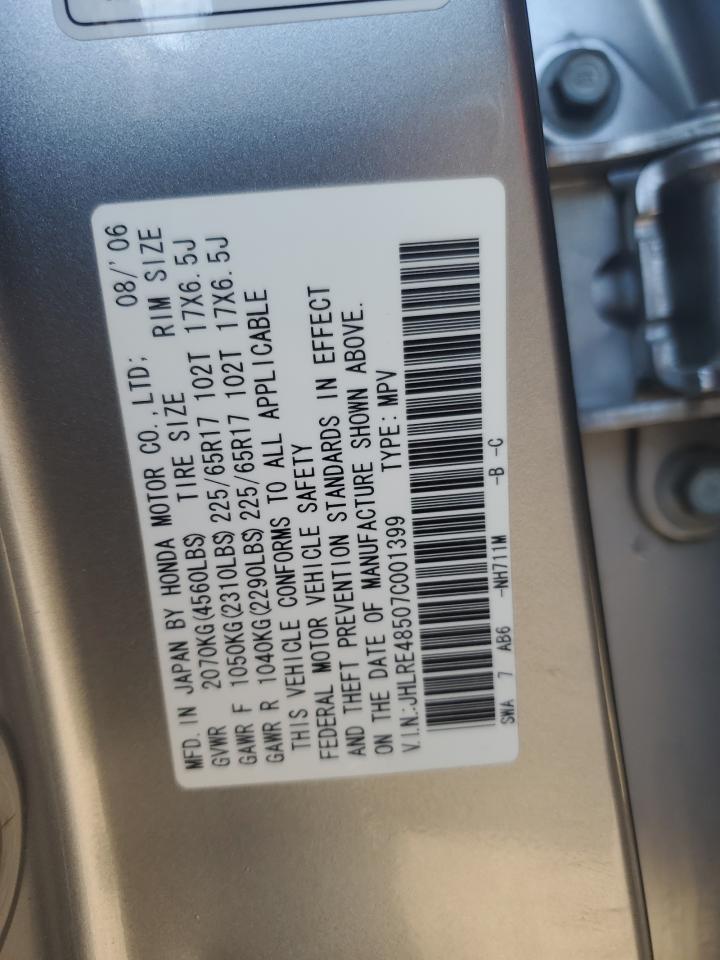 MFD. IN JAPAN BY HONDA MOTOR CO.,LTD; 08/'06
GVWR 2070KG(4560LBS) TIRE SIZE RIM SIZE
GAWR F 1050KG(2310LBS) 225/65R17 102T 17X6.5J
GAWR R 1040KG(2290LBS) 225/65R17 102T 17X6.5J
THIS VEHICLE CONFORMS TO ALL APPLICABLE
FEDERAL MOTOR VEHICLE SAFETY
AND THEFT PREVENTION STANDARDS IN EFFECT
ON THE DATE OF MANUFACTURE SHOWN ABOVE.
V.I.N.:JHLRE48507C001399 TYPE: MPV
SWA 7 AB6 -NH711M -B -C